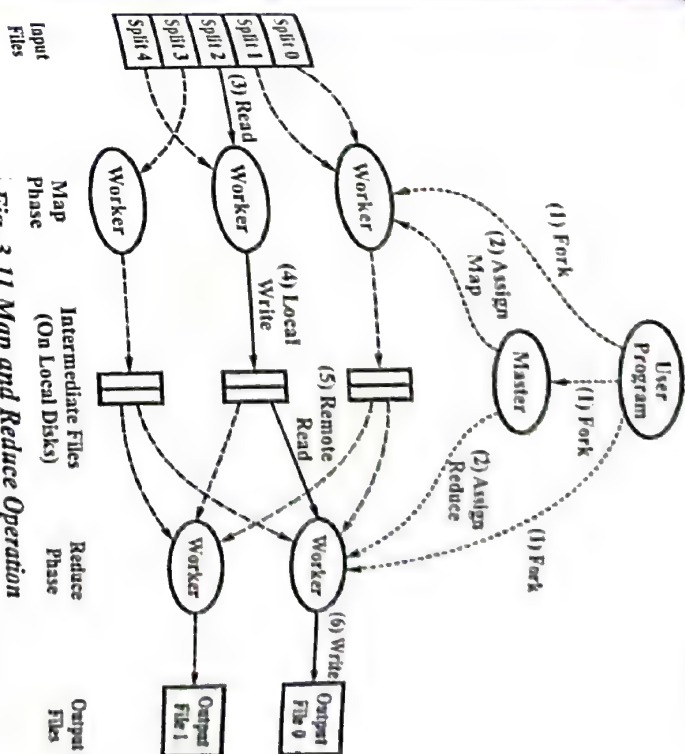 User
Program
(1) Fork
(1) Fork
(1) Fork
Master
(2) Assign
Map
(2) Assign
Reduce
Split 0
Split 1
Split 2
Split 3
Split 4
(3) Read
Worker
Worker
Worker
(4) Local
Write
(5) Remote
Read
Worker
Worker
(6) Write
Output
File 0
Output
File 1
Input
Files
Map
Phase
Intermediate Files
(On Local Disks)
Reduce
Phase
Output
Files
Fig. 3.11 Map and Reduce Operation